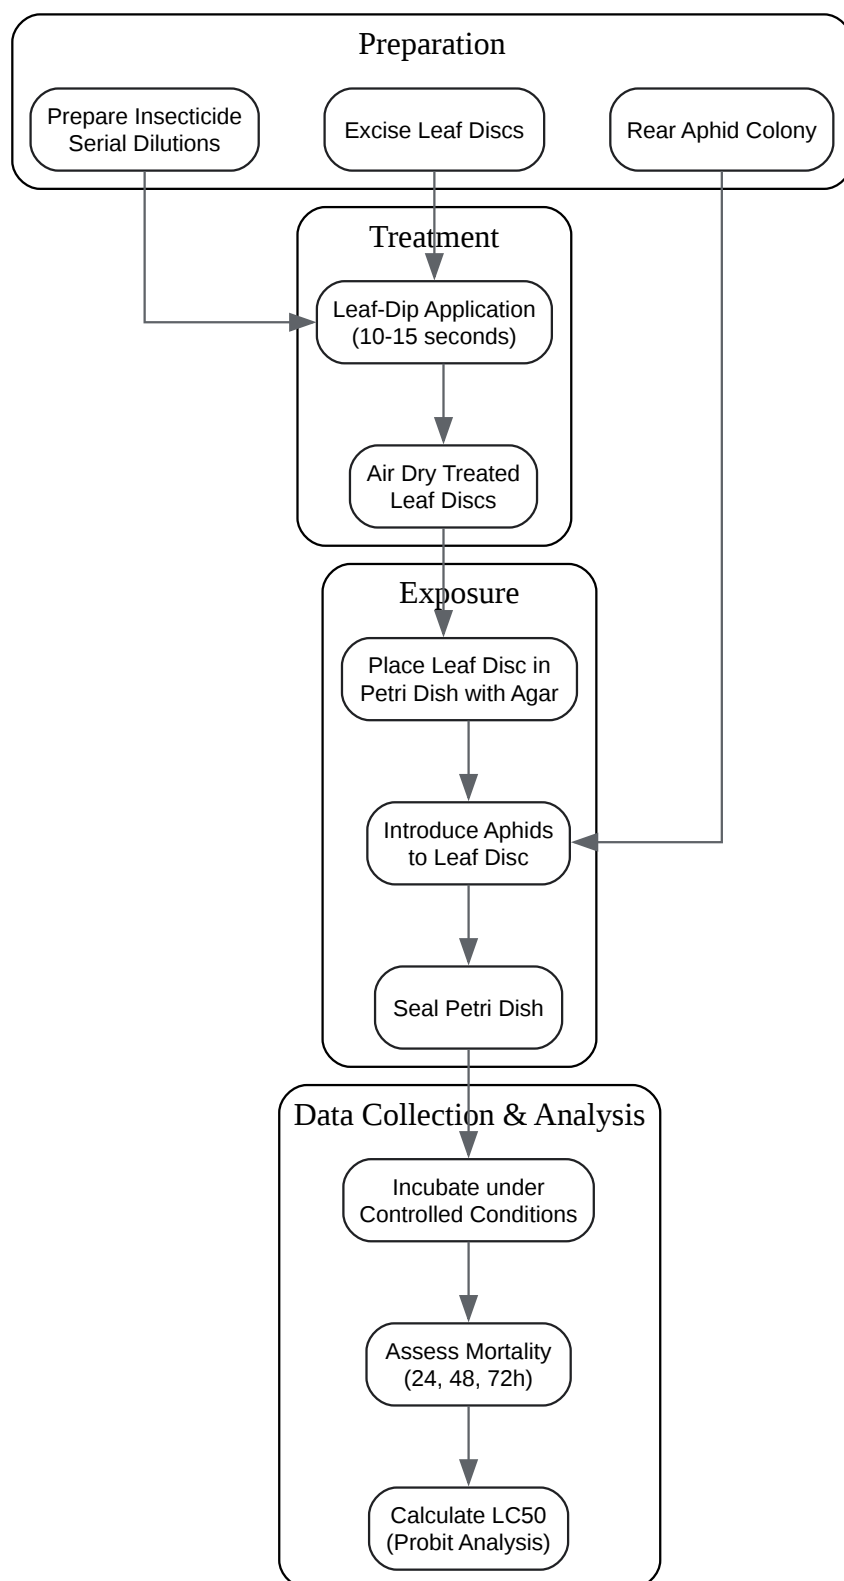 Preparation
Prepare Insecticide
Serial Dilutions
Excise Leaf Discs
Rear Aphid Colony
Treatment
Leaf-Dip Application
(10-15 seconds)
Air Dry Treated
Leaf Discs
Exposure
Place Leaf Disc in
Petri Dish with Agar
Introduce Aphids
to Leaf Disc
Seal Petri Dish
Data Collection & Analysis
Incubate under
Controlled Conditions
Assess Mortality
(24, 48, 72h)
Calculate LC50
(Probit Analysis)